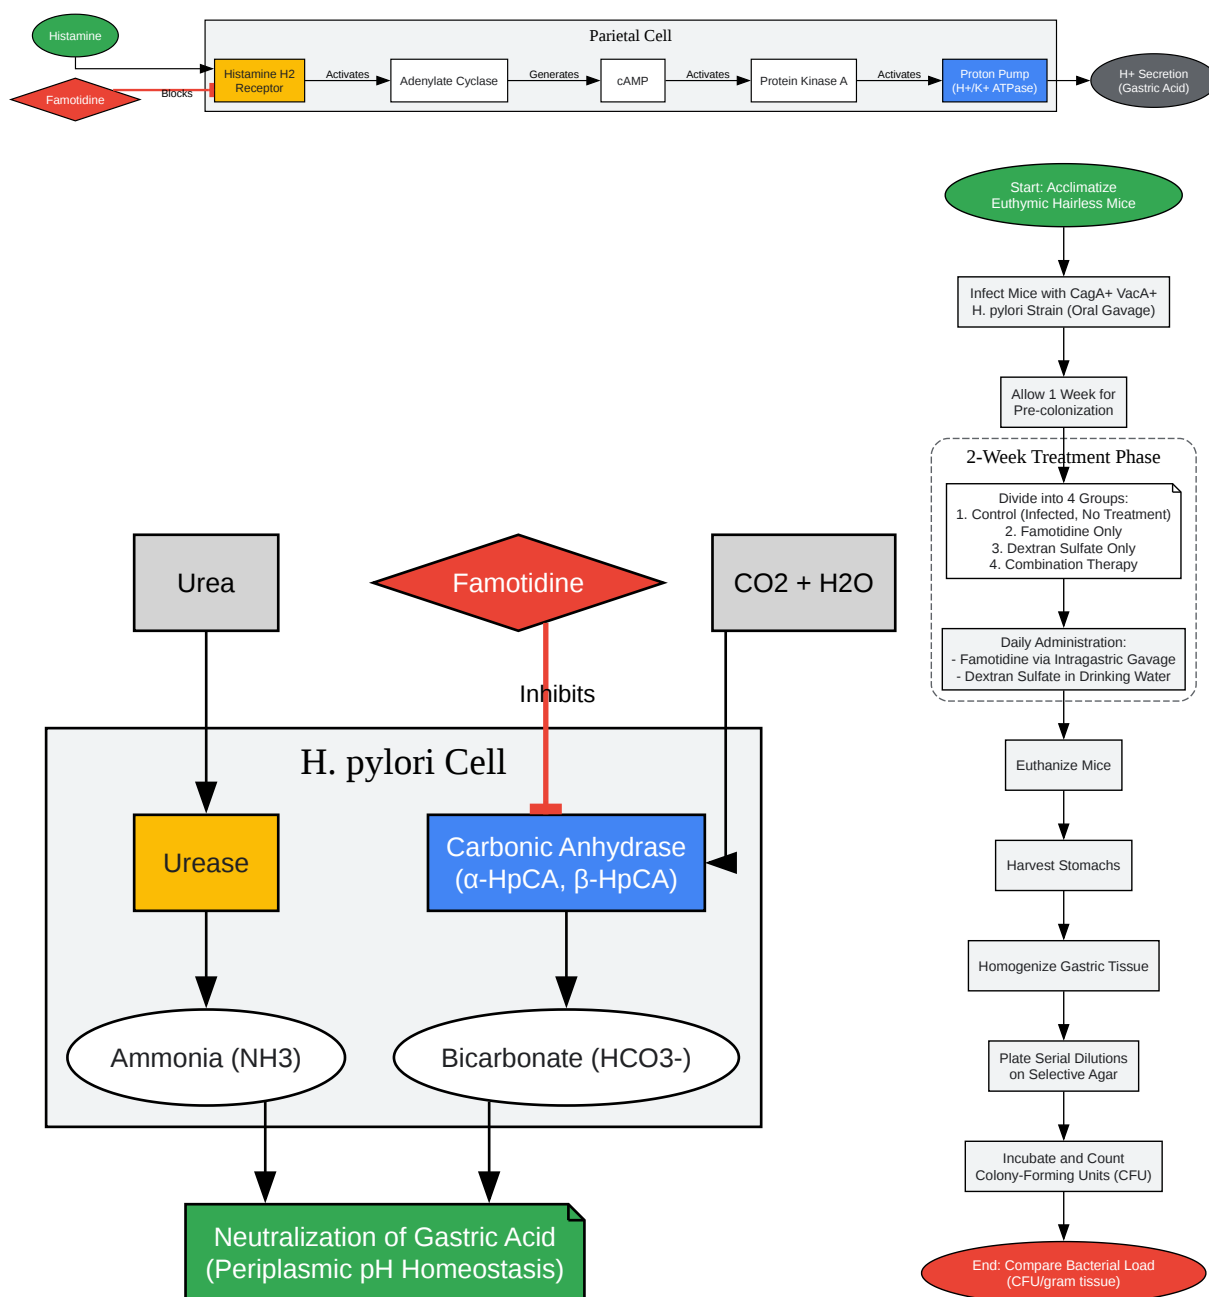 Histamine
Famotidine
Blocks
Parietal Cell
Histamine H2
Receptor
Activates
Adenylate Cyclase
Generates
cAMP
Activates
Protein Kinase A
Activates
Proton Pump
(H+/K+ ATPase)
H+ Secretion
(Gastric Acid)
Urea
Famotidine
CO2 + H2O
Inhibits
H. pylori Cell
Urease
Carbonic Anhydrase
(α-HpCA, β-HpCA)
Ammonia (NH3)
Bicarbonate (HCO3-)
Neutralization of Gastric Acid
(Periplasmic pH Homeostasis)
Start: Acclimatize
Euthymic Hairless Mice
Infect Mice with CagA+ VacA+
H. pylori Strain (Oral Gavage)
Allow 1 Week for
Pre-colonization
2-Week Treatment Phase
Divide into 4 Groups:
1. Control (Infected, No Treatment)
2. Famotidine Only
3. Dextran Sulfate Only
4. Combination Therapy
Daily Administration:
- Famotidine via Intragastric Gavage
- Dextran Sulfate in Drinking Water
Euthanize Mice
Harvest Stomachs
Homogenize Gastric Tissue
Plate Serial Dilutions
on Selective Agar
Incubate and Count
Colony-Forming Units (CFU)
End: Compare Bacterial Load
(CFU/gram tissue)